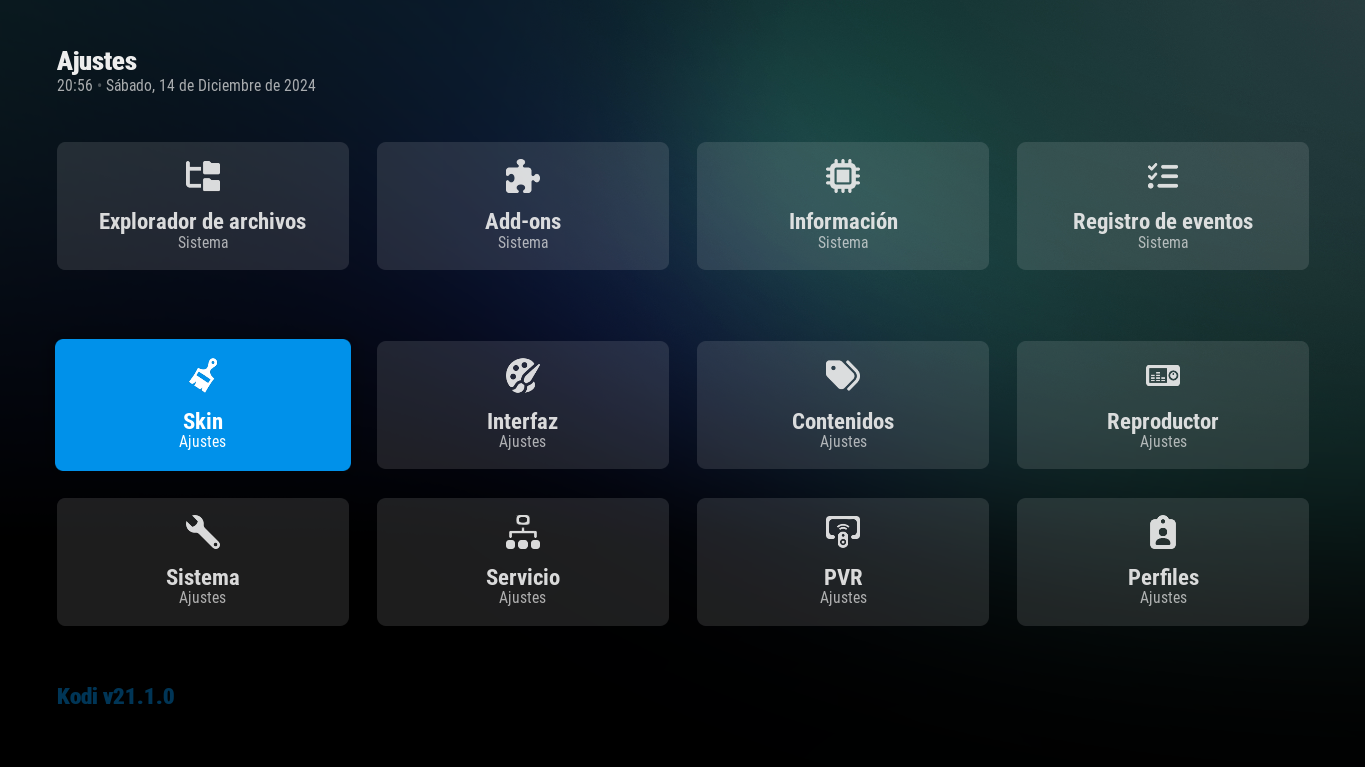 Ajustes
20:56 • Sábado, 14 de Diciembre de 2024
Explorador de archivos
Sistema
Add-ons
Sistema
Información
Sistema
Registro de eventos
Sistema
Skin
Ajustes
Interfaz
Ajustes
Contenidos
Ajustes
Reproductor
Ajustes
Sistema
Ajustes
Servicio
Ajustes
PVR
Ajustes
Perfiles
Ajustes
Kodi v21.1.0